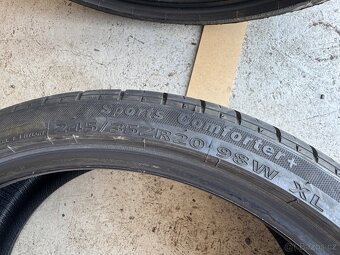 Sports Comforter+
245/35ZR20 98W XL